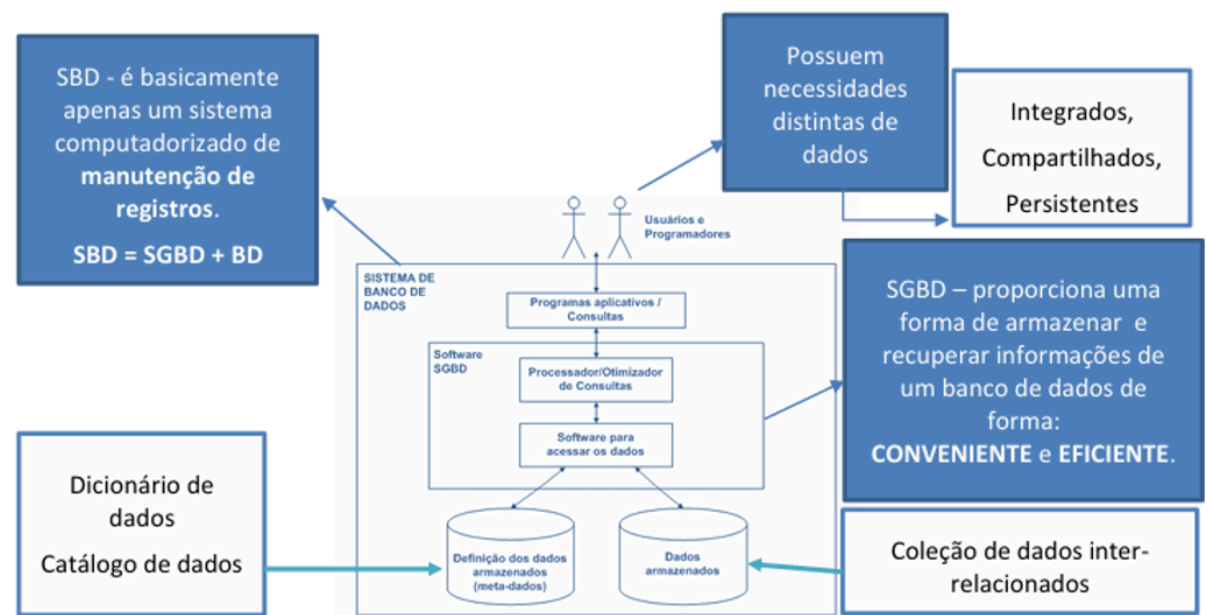 SBD - é basicamente
apenas um sistema
computadorizado de
manutenção de
registros.
SBD = SGBD + BD
Possuem
necessidades
distintas de
dados
Integrados,
Compartilhados,
Persistentes
Usuários e
Programadores
SISTEMA DE
BANCO DE
DADOS
Programas aplicativos /
Consultas
Software
SGBD
Processador/Otimizador
de Consultas
Software para
acessar os dados
SGBD – proporciona uma
forma de armazenar e
recuperar informações de
um banco de dados de
forma:
CONVENIENTE e EFICIENTE.
Dicionário de
dados
Catálogo de dados
Definição dos dados
armazenados
(meta-dados)
Dados
armazenados
Coleção de dados inter-
relacionados